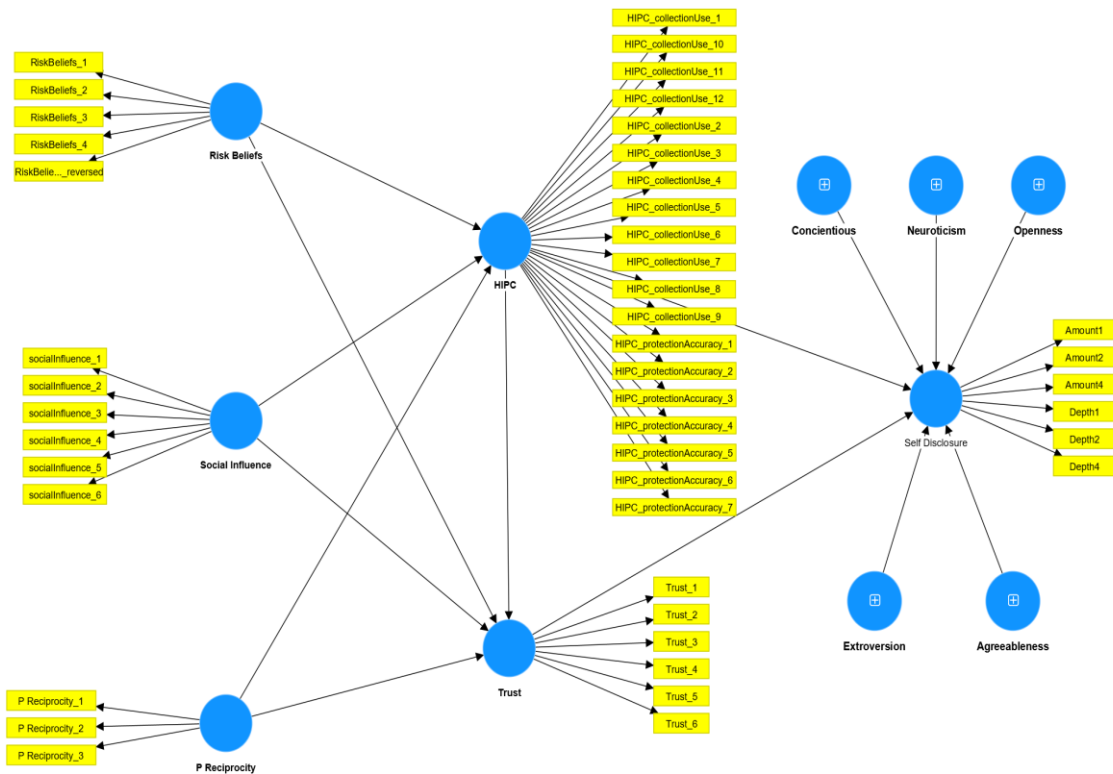 RiskBeliefs_1
RiskBeliefs_2
RiskBeliefs_3
RiskBeliefs_4
RiskBelie..._reversed
Risk Beliefs
socialInfluence_1
socialInfluence_2
socialInfluence_3
socialInfluence_4
socialInfluence_5
socialInfluence_6
Social Influence
P Reciprocity_1
P Reciprocity_2
P Reciprocity_3
P Reciprocity
HIPC
HIPC_collectionUse_1
HIPC_collectionUse_10
HIPC_collectionUse_11
HIPC_collectionUse_12
HIPC_collectionUse_2
HIPC_collectionUse_3
HIPC_collectionUse_4
HIPC_collectionUse_5
HIPC_collectionUse_6
HIPC_collectionUse_7
HIPC_collectionUse_8
HIPC_collectionUse_9
HIPC_protectionAccuracy_1
HIPC_protectionAccuracy_2
HIPC_protectionAccuracy_3
HIPC_protectionAccuracy_4
HIPC_protectionAccuracy_5
HIPC_protectionAccuracy_6
HIPC_protectionAccuracy_7
Trust
Trust_1
Trust_2
Trust_3
Trust_4
Trust_5
Trust_6
Concientious
Neuroticism
Openness
Self Disclosure
Amount1
Amount2
Amount4
Depth1
Depth2
Depth4
Extroversion
Agreeableness